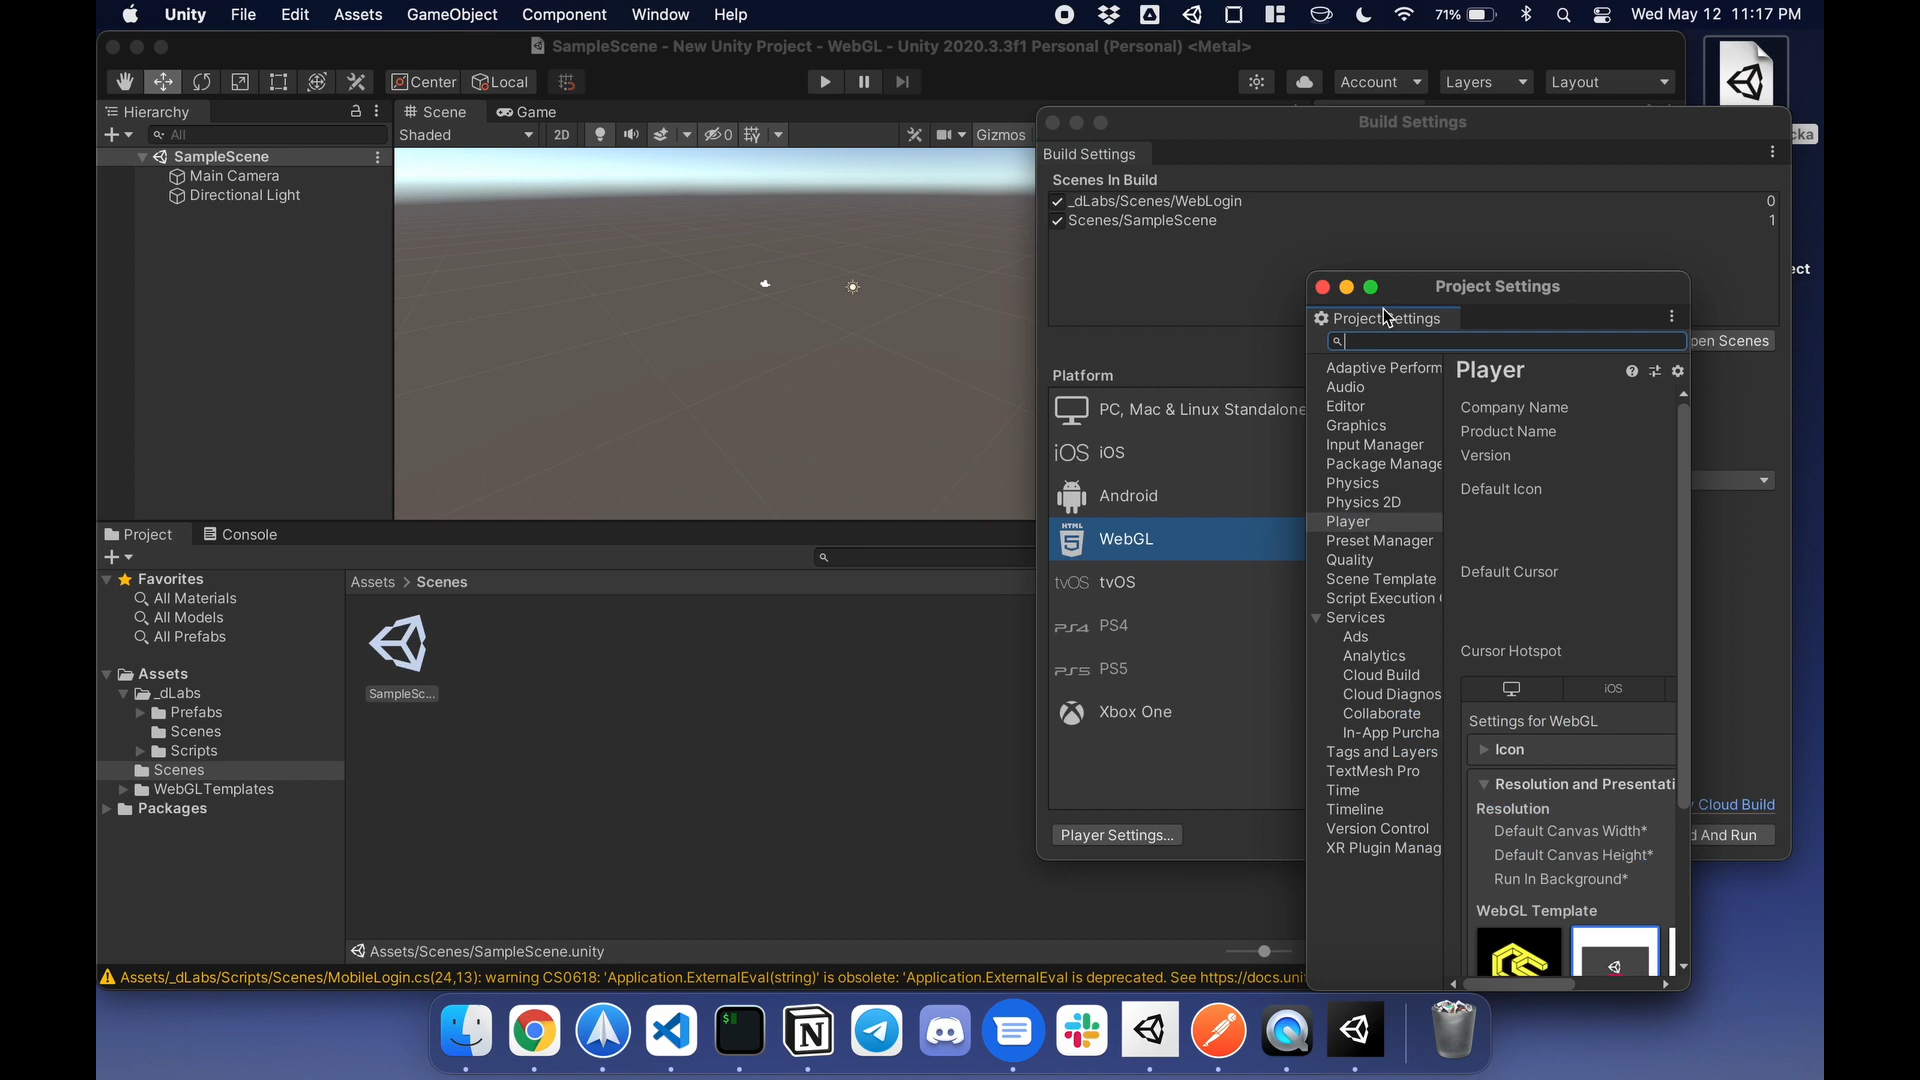 Unity File Edit Assets GameObject Component Window Help
71% Wed May 12 11:17 PM
SampleScene - New Unity Project - WebGL - Unity 2020.3.3f1 Personal (Personal) <Metal>
Center Local
Account Layers Layout
Hierarchy
All
SampleScene
Main Camera
Directional Light
Scene Game
Shaded 2D 0 Gizmos
Build Settings
Build Settings
Scenes In Build
_dLabs/Scenes/WebLogin 0
Scenes/SampleScene 1
pen Scenes
Platform
PC, Mac & Linux Standalone
iOS iOS
Android
HTML 5 WebGL
tvOS tvOS
PS4 PS4
PS5 PS5
Xbox One
Cloud Build
Player Settings...
d And Run
Project Settings
Project Settings
Adaptive Perform
Audio
Editor
Graphics
Input Manager
Package Manage
Physics
Physics 2D
Player
Preset Manager
Quality
Scene Template
Script Execution
Services
Ads
Analytics
Cloud Build
Cloud Diagnos
Collaborate
In-App Purcha
Tags and Layers
TextMesh Pro
Time
Timeline
Version Control
XR Plugin Manag
Player
Company Name
Product Name
Version
Default Icon
Default Cursor
Cursor Hotspot
iOS
Settings for WebGL
Icon
Resolution and Presentati
Resolution
Default Canvas Width*
Default Canvas Height*
Run In Background*
WebGL Template
Project Console
Favorites
All Materials
All Models
All Prefabs
Assets
_dLabs
Prefabs
Scenes
Scripts
Scenes
WebGLTemplates
Packages
Assets > Scenes
SampleSc...
Assets/Scenes/SampleScene.unity
Assets/_dLabs/Scripts/Scenes/MobileLogin.cs(24,13): warning CS0618: 'Application.ExternalEval(string)' is obsolete: 'Application.ExternalEval is deprecated. See https://docs.unit
cka
ect